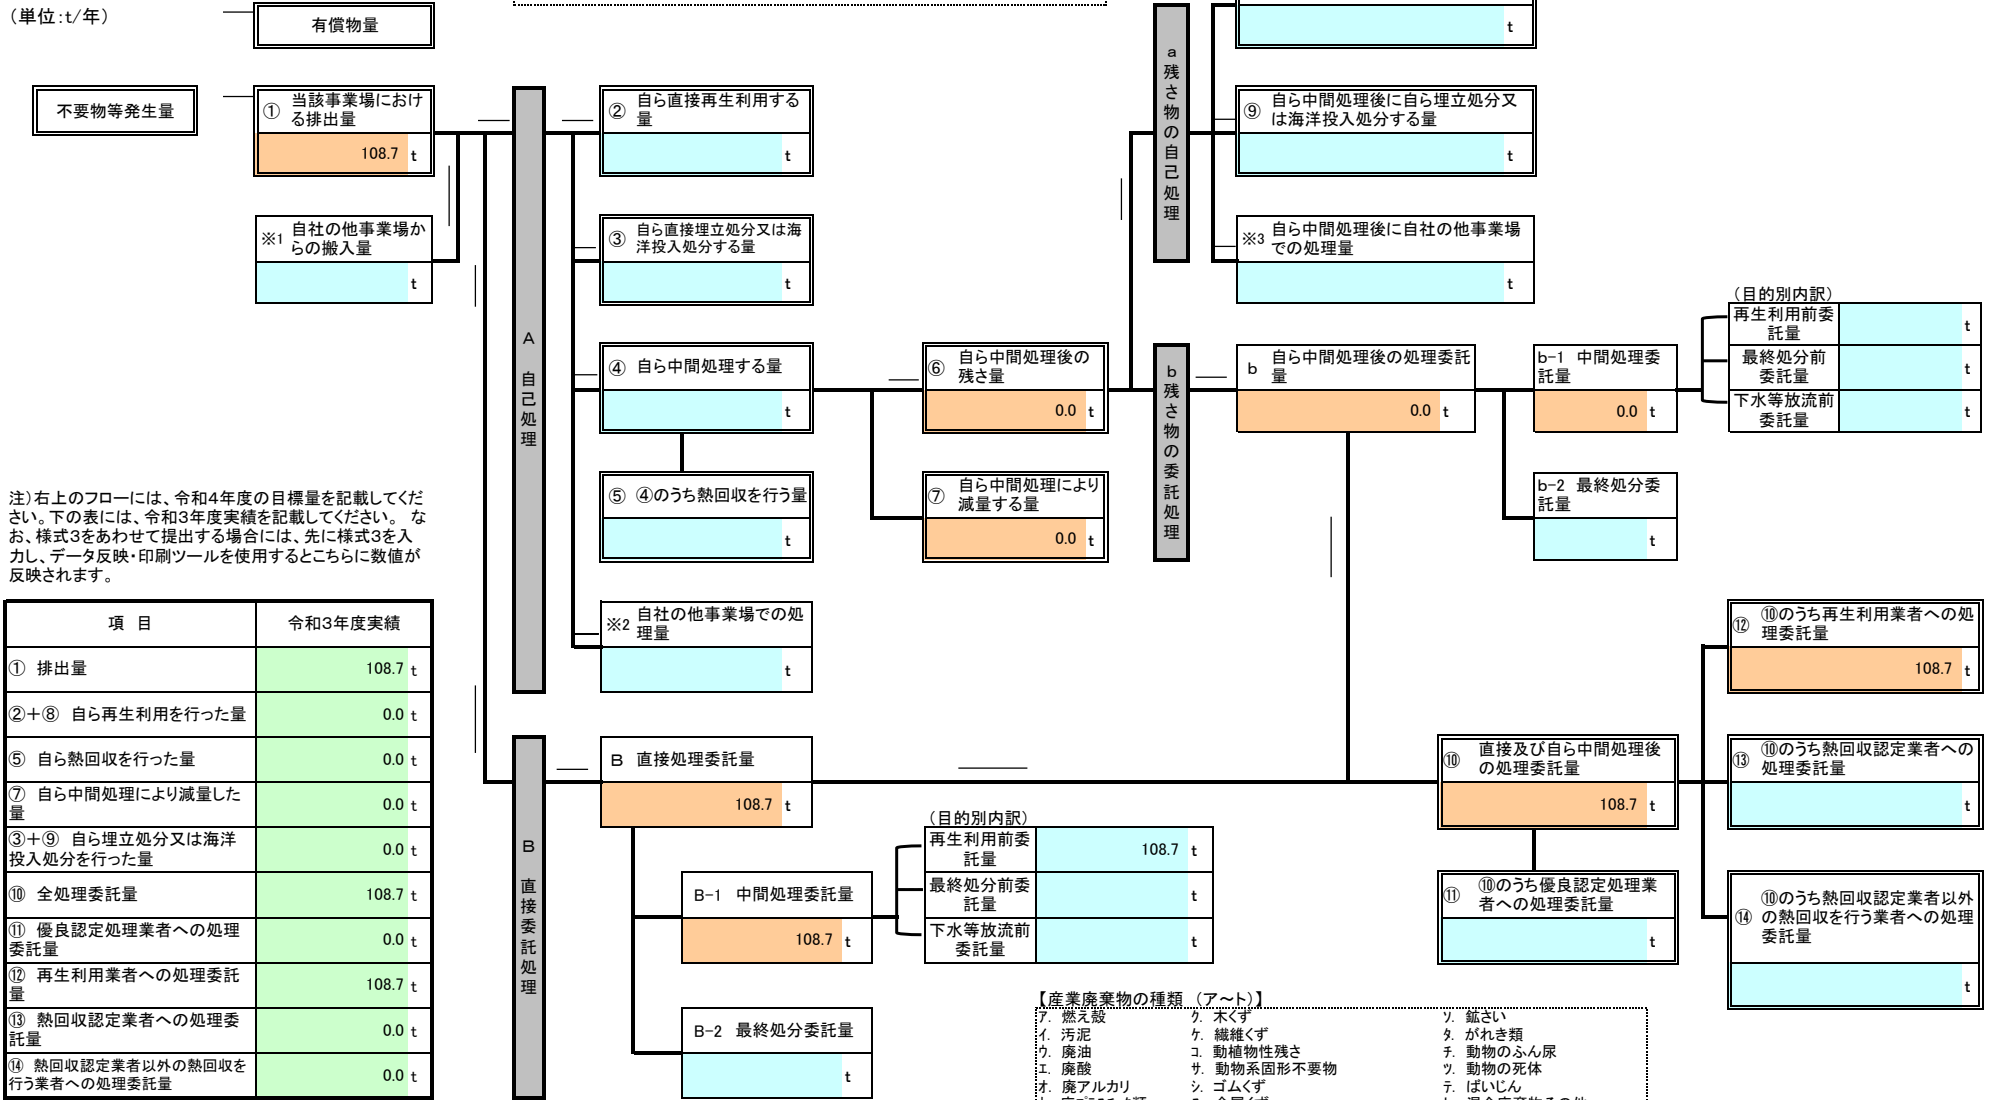 （単位:t/年）
有償物量
不要物等発生量
① 当該事業場におけ
る排出量
108.7 t
※1 自社の他事業場か
らの搬入量
t
A 自己処理
② 自ら直接再生利用する
量
t
③ 自ら直接埋立処分又は海
洋投入処分する量
t
④ 自ら中間処理する量
t
⑤ ④のうち熱回収を行う量
t
※2 自社の他事業場での処
理量
t
⑥ 自ら中間処理後の
残さ量
0.0 t
⑦ 自ら中間処理により
減量する量
0.0 t
a 残さ物の自己処理
t
⑨ 自ら中間処理後に自ら埋立処分又
は海洋投入処分する量
t
※3 自ら中間処理後に自社の他事業場
での処理量
t
b 残さ物の委託処理
b 自ら中間処理後の処理委託
量
0.0 t
b-1 中間処理委
託量
0.0 t
b-2 最終処分委
託量
t
（目的別内訳）
再生利用前委
託量
t
最終処分前
委託量
t
下水等放流前
委託量
t
注）右上のフローには、令和4年度の目標量を記載してくだ
さい。下の表には、令和3年度実績を記載してください。 な
お、様式3をあわせて提出する場合には、先に様式3を入
力し、データ反映・印刷ツールを使用するとこちらに数値が
反映されます。
項 目 令和3年度実績
① 排出量 108.7 t
②＋⑧ 自ら再生利用を行った量 0.0 t
⑤ 自ら熱回収を行った量 0.0 t
⑦ 自ら中間処理により減量した
量 0.0 t
③＋⑨ 自ら埋立処分又は海洋
投入処分を行った量 0.0 t
⑩ 全処理委託量 108.7 t
⑪ 優良認定処理業者への処理
委託量 0.0 t
⑫ 再生利用業者への処理委託
量 108.7 t
⑬ 熱回収認定業者への処理委
託量 0.0 t
⑭ 熱回収認定業者以外の熱回収を
行う業者への処理委託量 0.0 t
B 直接委託処理
B 直接処理委託量
108.7 t
B-1 中間処理委託量
108.7 t
B-2 最終処分委託量
t
（目的別内訳）
再生利用前委
託量
108.7 t
最終処分前委
託量
t
下水等放流前
委託量
t
⑩ 直接及び自ら中間処理後
の処理委託量
108.7 t
⑪ ⑩のうち優良認定処理業
者への処理委託量
t
⑫ ⑩のうち再生利用業者への処
理委託量
108.7 t
⑬ ⑩のうち熱回収認定業者への
処理委託量
t
⑭ ⑩のうち熱回収認定業者以外
の熱回収を行う業者への処理
委託量
t
【産業廃棄物の種類 （ア～ト）】
ア. 燃え殻 ク. 木くず ソ. 鉱さい
イ. 汚泥 ケ. 繊維くず タ. がれき類
ウ. 廃油 コ. 動植物性残さ チ. 動物のふん尿
エ. 廃酸 サ. 動物系固形不要物 ツ. 動物の死体
オ. 廃アルカリ シ. ゴムくず テ. ばいじん